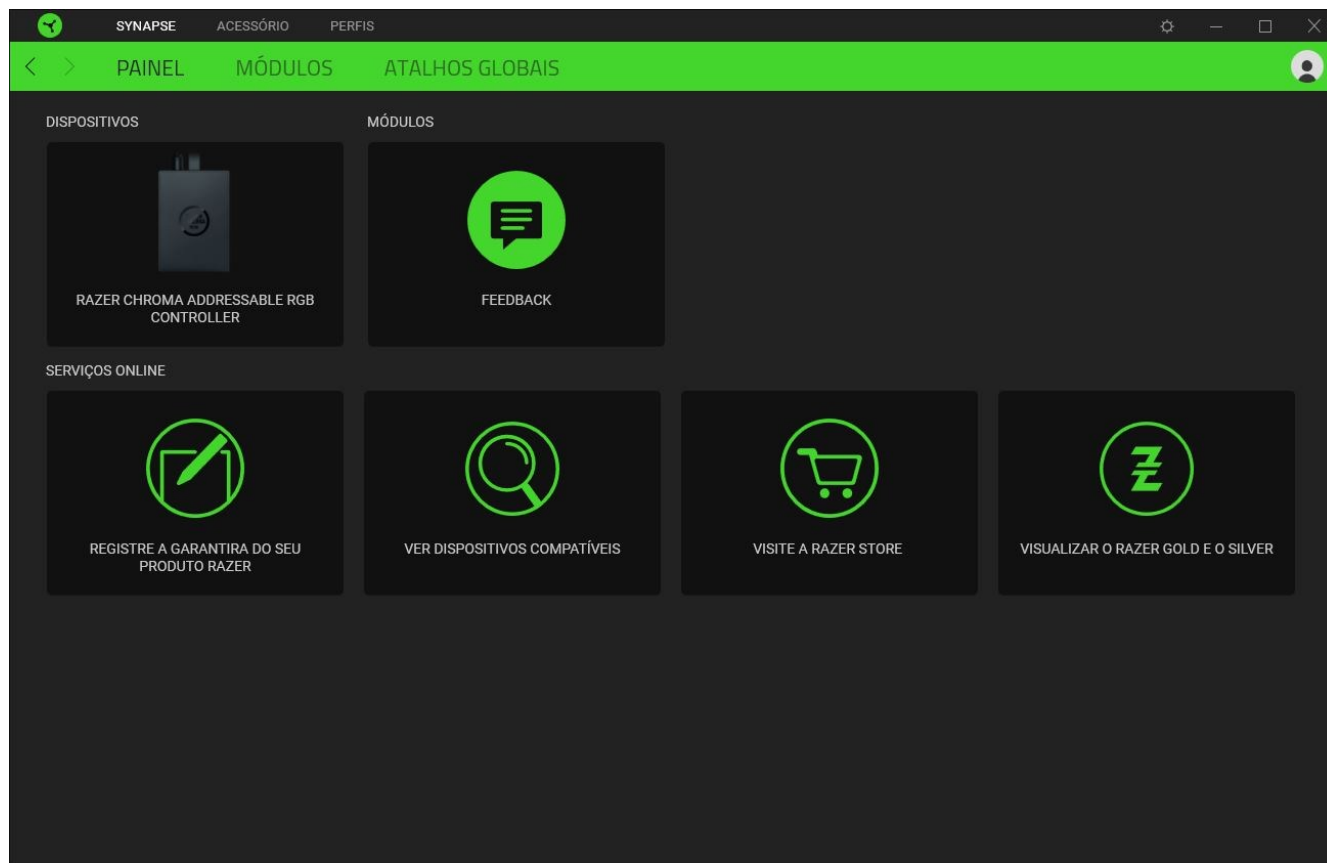 SYNAPSE ACESSÓRIO PERFIS
PAINEL MÓDULOS ATALHOS GLOBAIS
DISPOSITIVOS MÓDULOS
RAZER CHROMA ADDRESSABLE RGB
CONTROLLER
FEEDBACK
SERVIÇOS ONLINE
REGISTRE A GARANTIRA DO SEU
PRODUTO RAZER
VER DISPOSITIVOS COMPATÍVEIS
VISITE A RAZER STORE
VISUALIZAR O RAZER GOLD E O SILVER